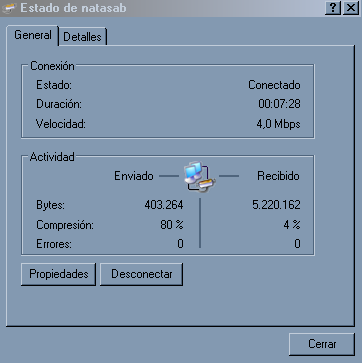 Estado de natasab
General Detalles
Conexión
Estado: Conectado
Duración: 00:07:28
Velocidad: 4,0 Mbps
Actividad
Enviado Recibido
Bytes: 403.264 5.220.162
Compresión: 80 % 4 %
Errores: 0 0
Propiedades Desconectar
Cerrar